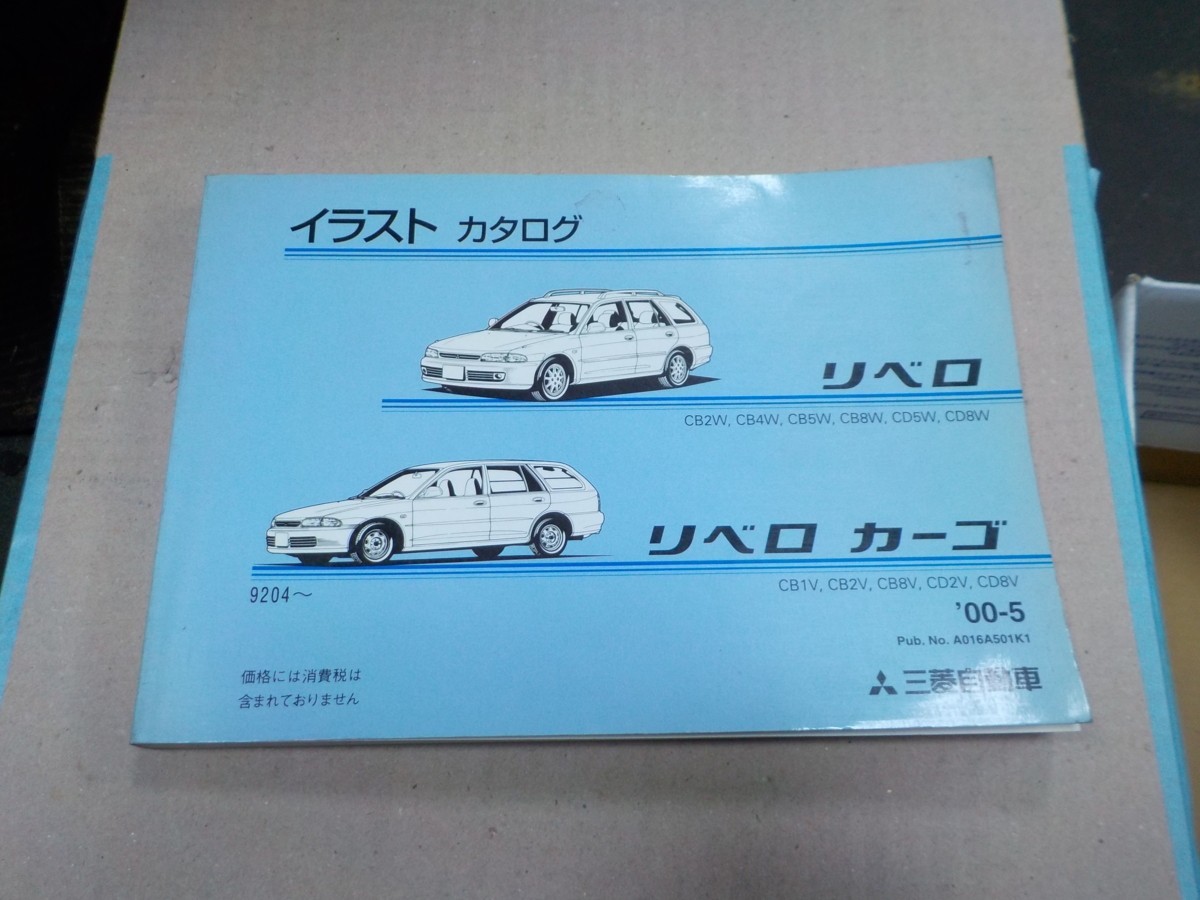 イラスト カタログ
リベロ
CB2W, CB4W, CB5W, CB8W, CD5W, CD8W
リベロ カーゴ
CB1V, CB2V, CB8V, CD2V, CD8V
9204～
'00-5
Pub. No. A016A501K1
価格には消費税は
含まれておりません
三菱自動車